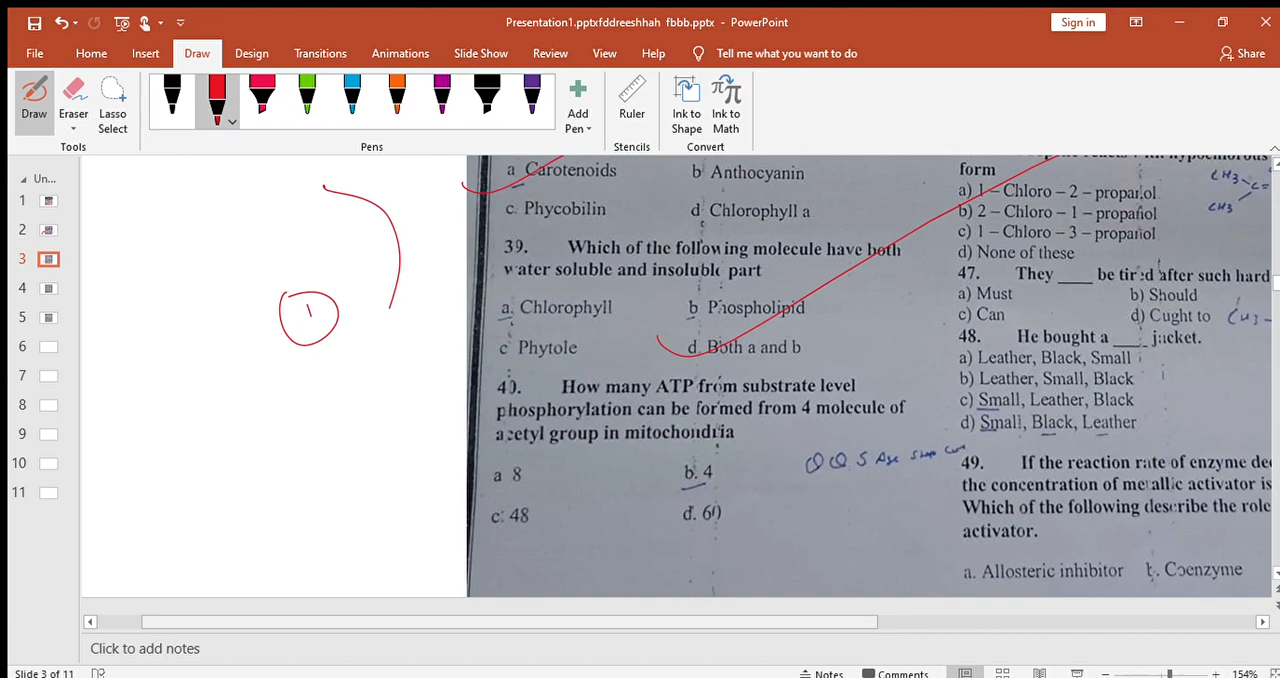 Presentation1.pptxfddreeshhah fbbb.pptx - PowerPoint
Sign in
File Home Insert Draw Design Transitions Animations Slide Show Review View Help Tell me what you want to do
Share
Draw
Eraser
Lasso Select
Add Pen
Ruler
Ink to Shape
Ink to Math
Tools
Pens
Stencils
Convert
Un...
1
2
3
4
5
6
7
8
9
10
11
1
a Carotenoids b Anthocyanin
c. Phycobilin d Chlorophyll a
39. Which of the following molecule have both
water soluble and insoluble part
a. Chlorophyll b Phospholipid
c Phytole d. Both a and b
40. How many ATP from substrate level
phosphorylation can be formed from 4 molecule of
acetyl group in mitochondria
a 8 b. 4
c. 48 d. 60
form
CH3
CH3
a) 1 – Chloro – 2 – propanol
b) 2 – Chloro – 1 – propanol
c) 1 – Chloro – 3 – propanol
d) None of these
47. They ____ be tired after such hard
a) Must b) Should
c) Can d) Ought to
48. He bought a ____ jacket.
a) Leather, Black, Small
b) Leather, Small, Black
c) Small, Leather, Black
d) Small, Black, Leather
49. If the reaction rate of enzyme
the concentration of metallic activator is
Which of the following describe the role
activator.
a. Allosteric inhibitor b. Coenzyme
Click to add notes
Slide 3 of 11
Notes
Comments
154%